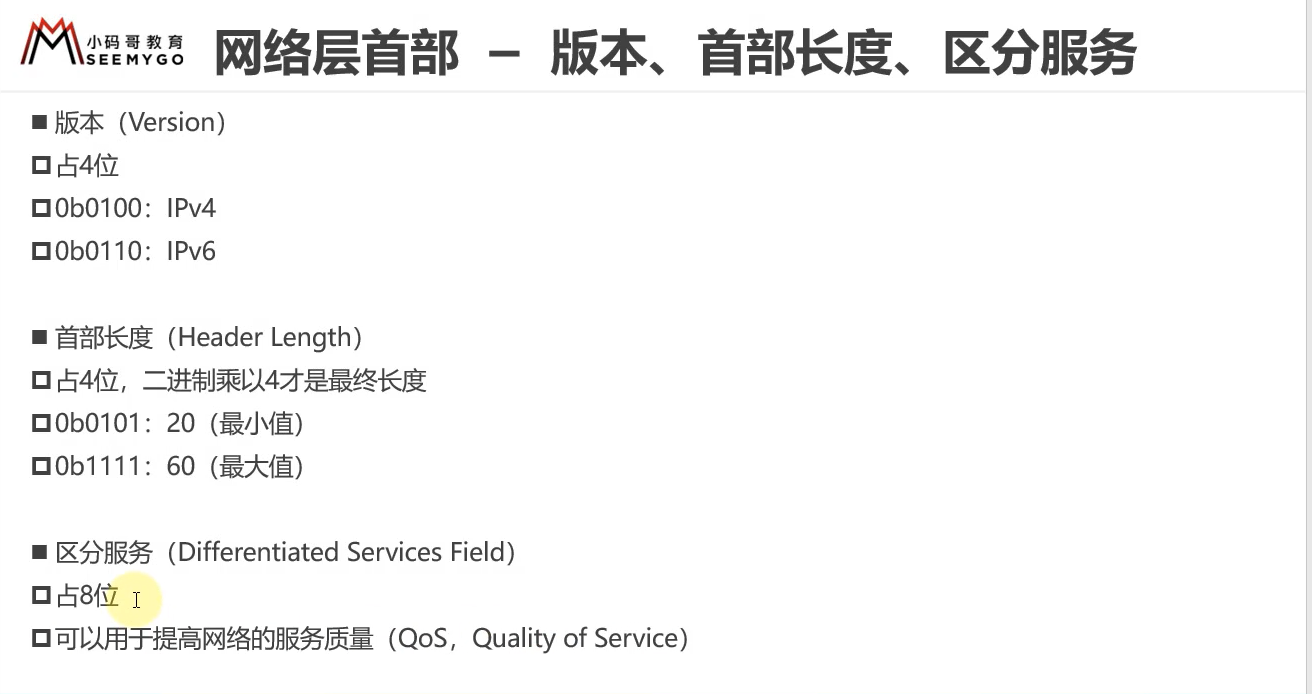 小码哥教育
SEEMYGO
网络层首部 – 版本、首部长度、区分服务
■ 版本（Version）
占4位
0b0100：IPv4
0b0110：IPv6
■ 首部长度（Header Length）
占4位，二进制乘以4才是最终长度
0b0101：20（最小值）
0b1111：60（最大值）
■ 区分服务（Differentiated Services Field）
占8位
可以用于提高网络的服务质量（QoS，Quality of Service）